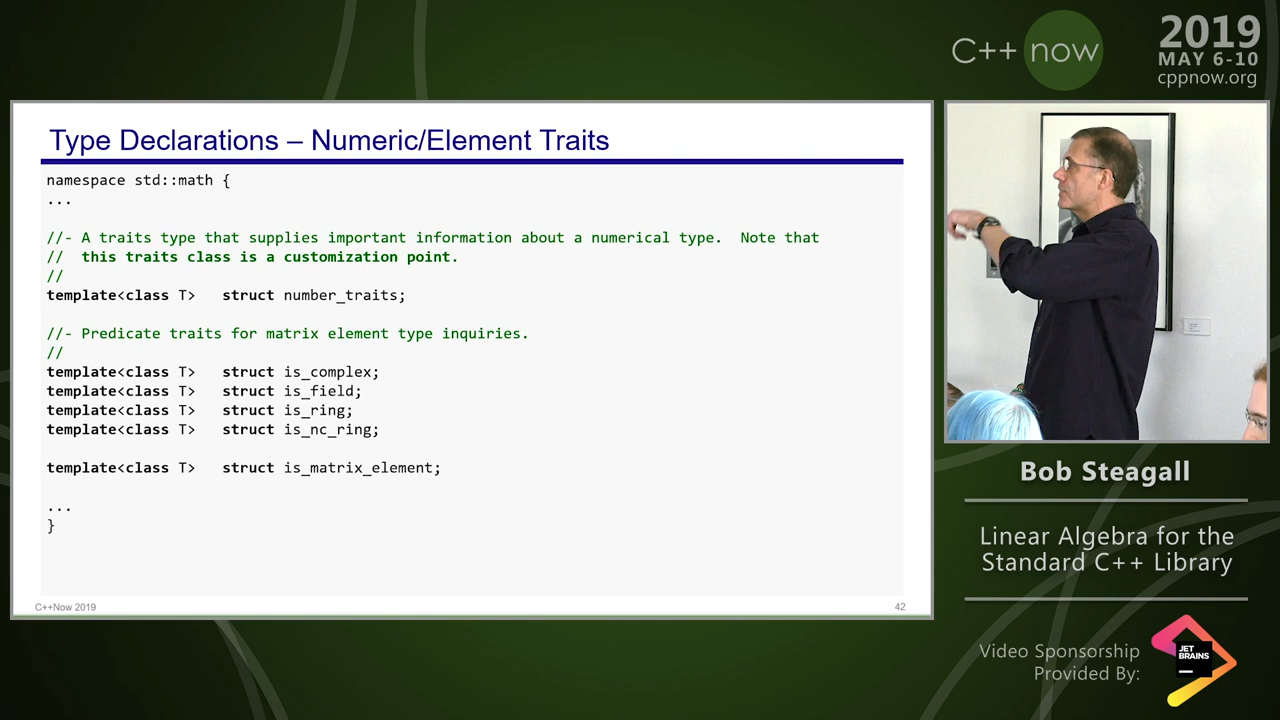 C++ now
2019
MAY 6-10
cppnow.org
Type Declarations – Numeric/Element Traits
namespace std::math {
...
//- A traits type that supplies important information about a numerical type.  Note that
//  this traits class is a customization point.
//
template<class T>   struct number_traits;
//- Predicate traits for matrix element type inquiries.
//
template<class T>   struct is_complex;
template<class T>   struct is_field;
template<class T>   struct is_ring;
template<class T>   struct is_nc_ring;
template<class T>   struct is_matrix_element;
...
}
C++Now 2019
42
Bob Steagall
Linear Algebra for the
Standard C++ Library
Video Sponsorship
Provided By:
JET
BRAINS